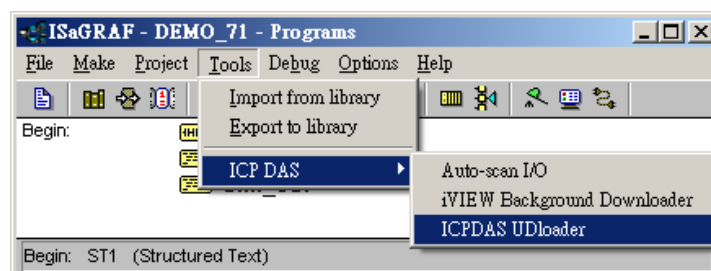 ISaGRAF - DEMO_71 - Programs
File Make Project Tools Debug Options Help
Import from library
Export to library
ICP DAS
Auto-scan I/O
iVIEW Background Downloader
ICPDAS UDloader
Begin:
Begin: ST1 (Structured Text)